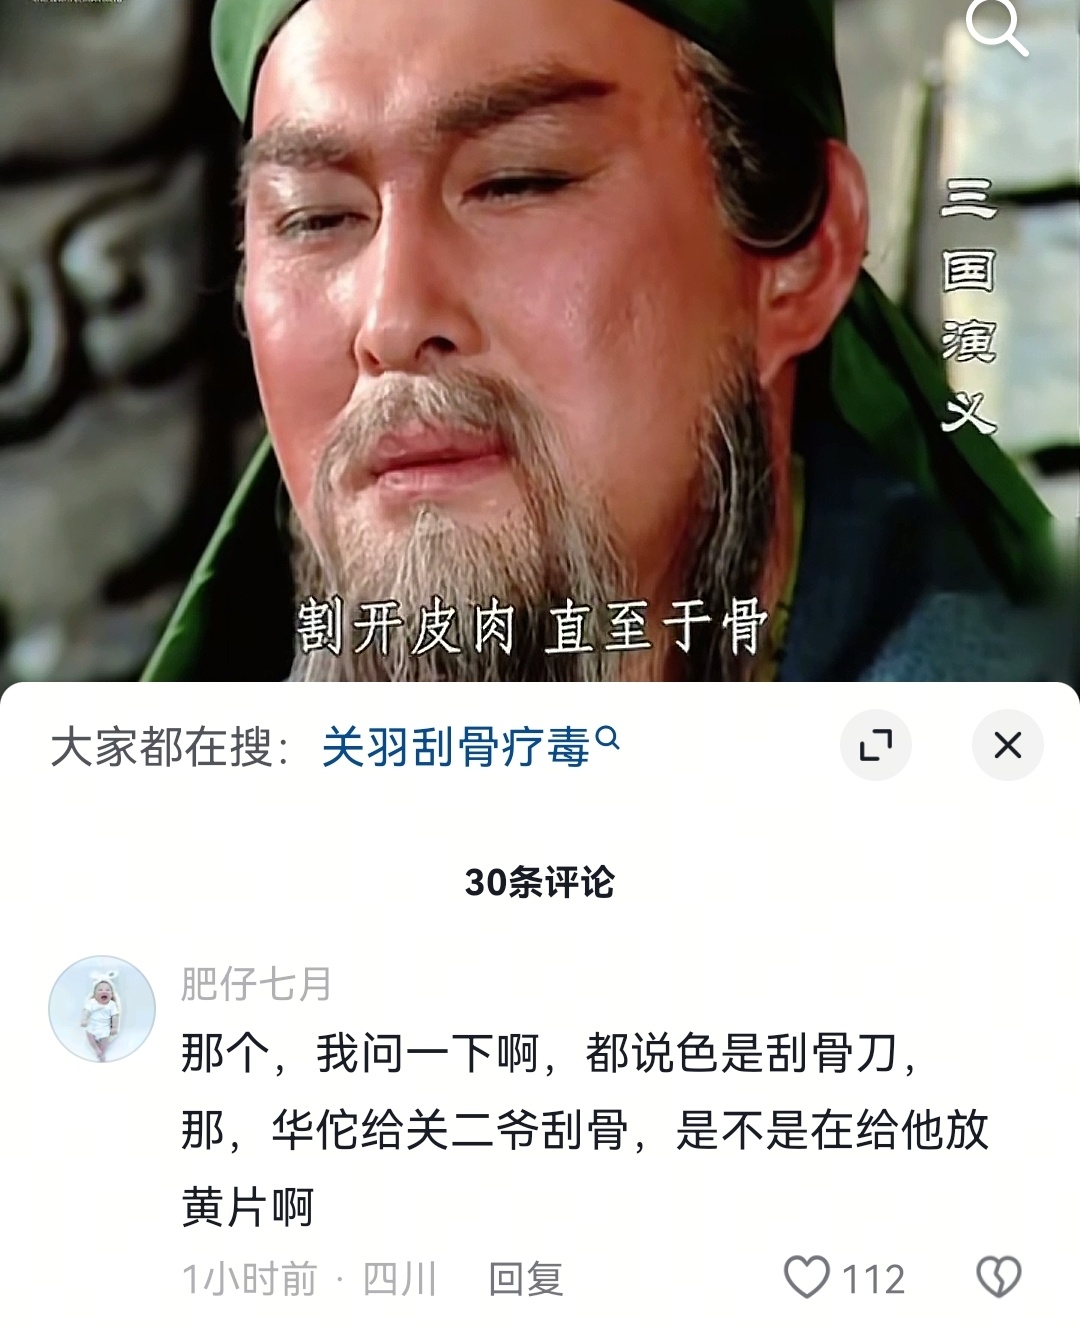 三国演义
割开皮肉 直至于骨
大家都在搜：关羽刮骨疗毒
30条评论
肥仔七月
那个，我问一下啊，都说色是刮骨刀，
那，华佗给关二爷刮骨，是不是在给他放
黄片啊
1小时前 · 四川 回复 112